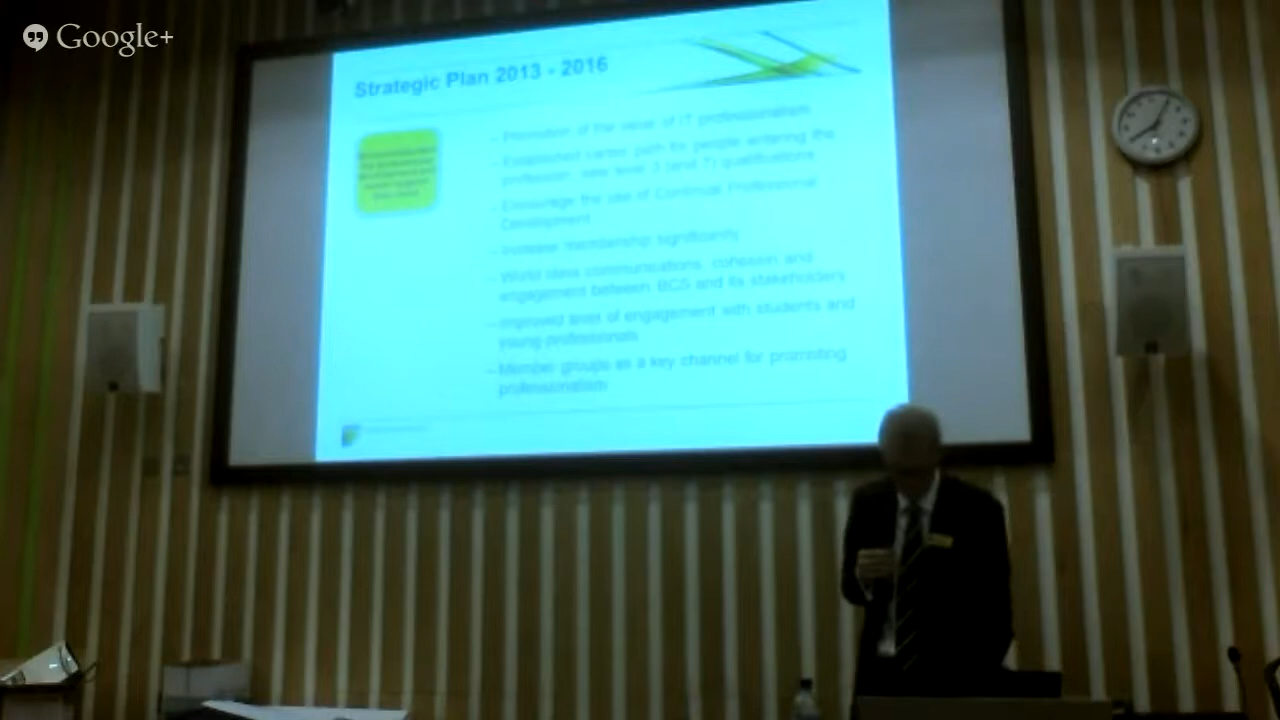 Google+
Strategic Plan 2013 - 2016
- Promotion of the value of IT professionalism
- Established career path for people entering the
profession, new level 3 (and 7) qualifications
- Encourage the use of Continual Professional
Development
- Increase membership significantly
- World class communications, cohesion and
engagement between BCS and its stakeholders
- Improved level of engagement with students and
young professionals
- Member groups as a key channel for promoting
professionalism